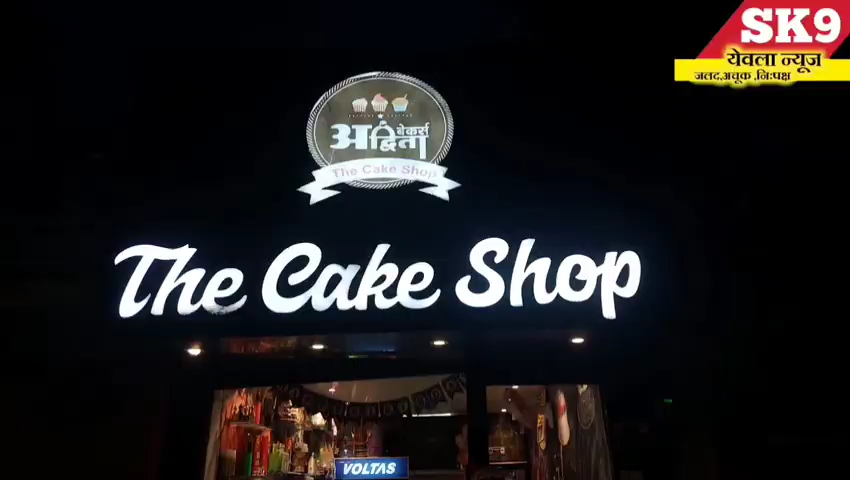 SK9
येवला न्यूज
जलद,अचूक ,निःपक्ष
अद्विता
बेकर्स
The Cake Shop
The Cake Shop
VOLTAS